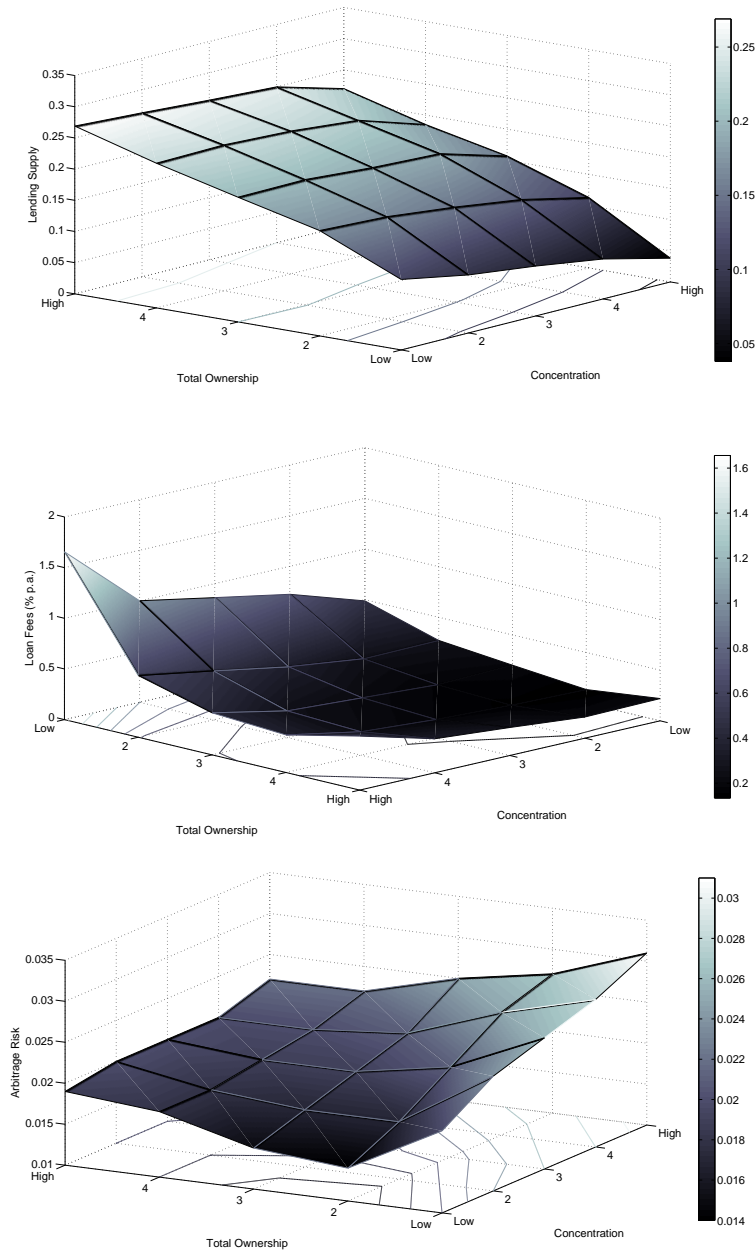 0.35
0.3
0.25
0.2
0.15
0.1
0.05
0
Lending Supply
High
4
3
2
Low
Total Ownership
Low
2
3
4
High
Concentration
0.25
0.2
0.15
0.1
0.05
2
1.5
1
0.5
0
Loan Fees (% p.a.)
Low
2
3
4
High
Total Ownership
High
4
3
2
Low
Concentration
1.6
1.4
1.2
1
0.8
0.6
0.4
0.2
0.035
0.03
0.025
0.02
0.015
0.01
Arbitrage Risk
High
4
3
2
Low
Total Ownership
Low
2
3
4
High
Concentration
0.03
0.028
0.026
0.024
0.022
0.02
0.018
0.016
0.014